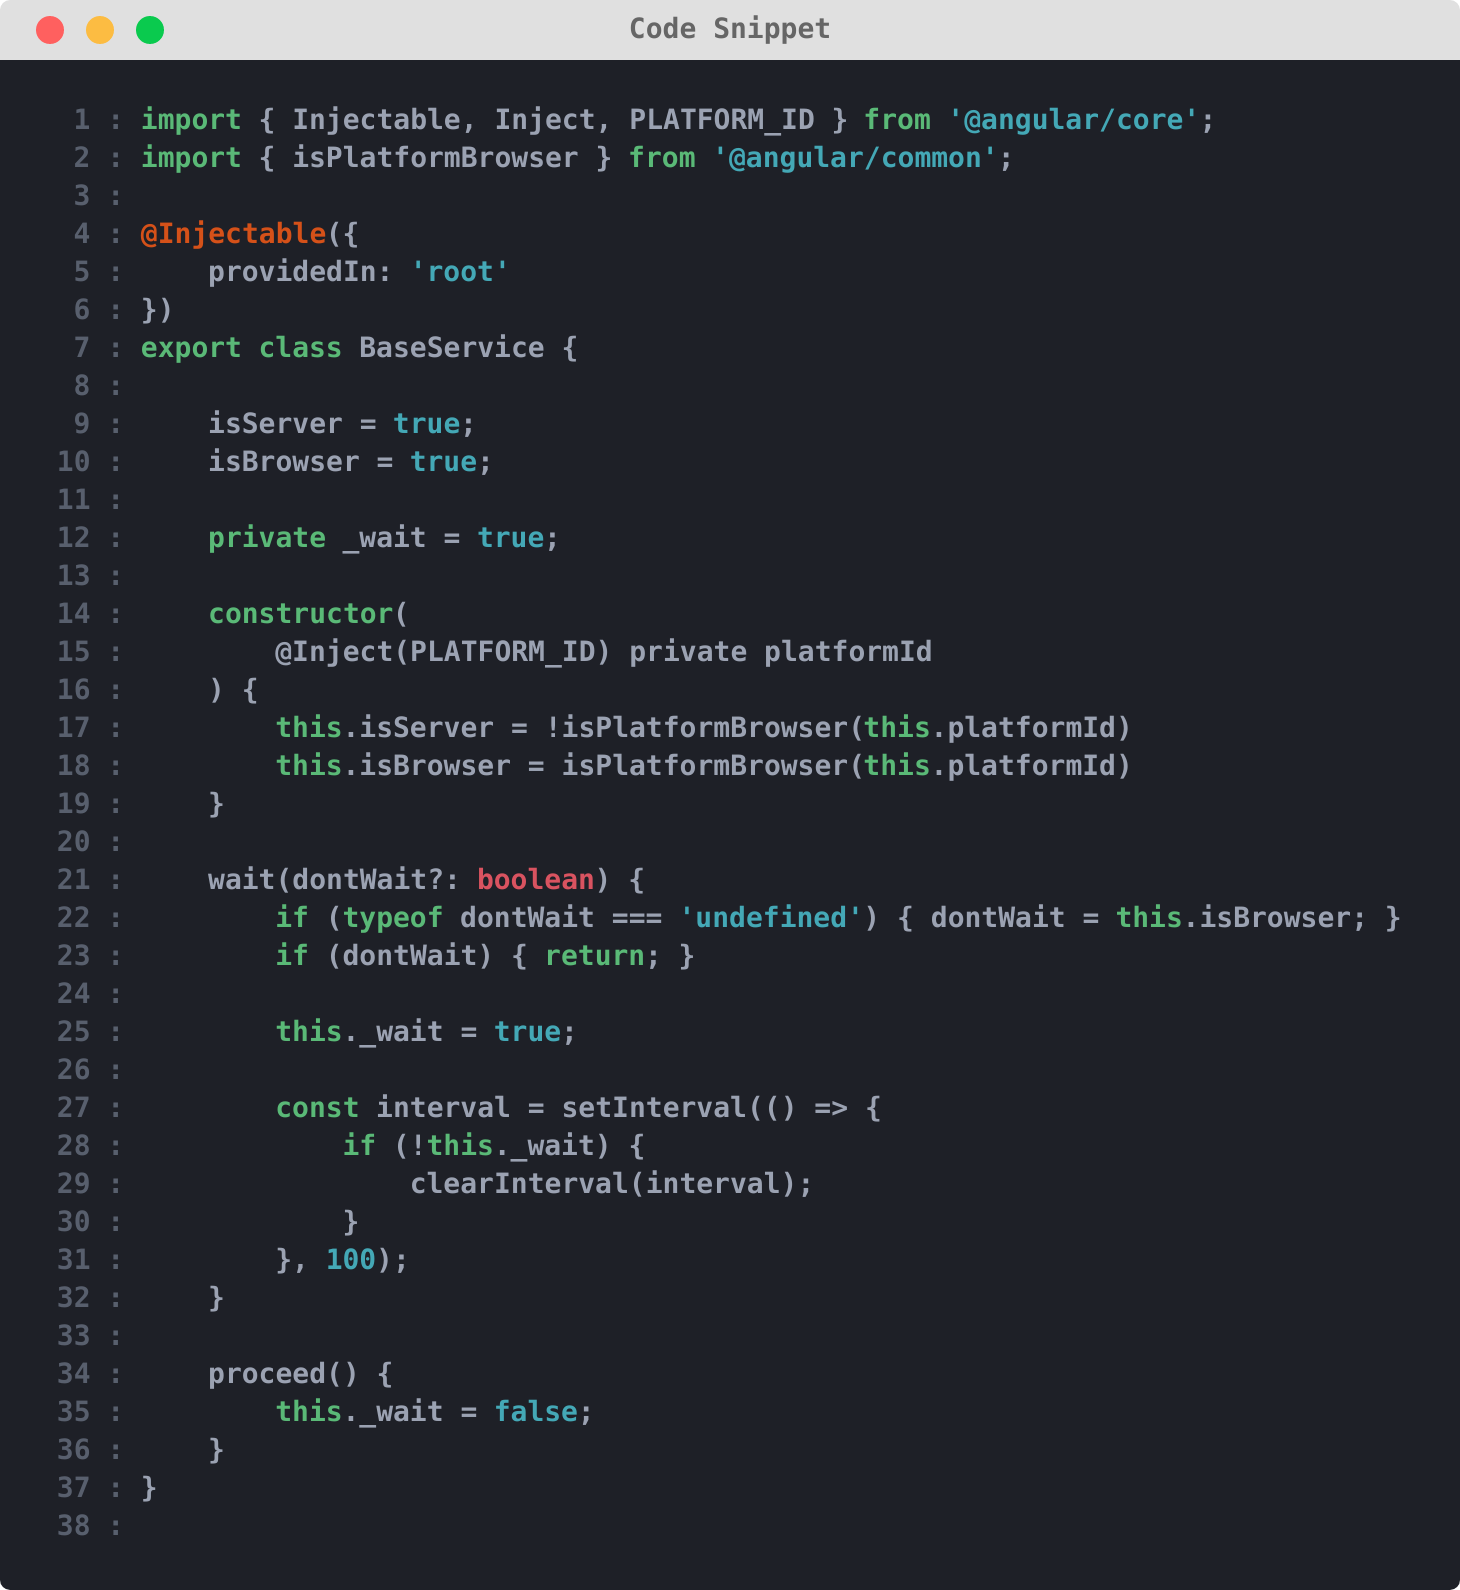 Code Snippet
1 : import { Injectable, Inject, PLATFORM_ID } from '@angular/core';
2 : import { isPlatformBrowser } from '@angular/common';
3 :
4 : @Injectable({
5 :     providedIn: 'root'
6 : })
7 : export class BaseService {
8 :
9 :     isServer = true;
10 :     isBrowser = true;
11 :
12 :     private _wait = true;
13 :
14 :     constructor(
15 :         @Inject(PLATFORM_ID) private platformId
16 :     ) {
17 :         this.isServer = !isPlatformBrowser(this.platformId)
18 :         this.isBrowser = isPlatformBrowser(this.platformId)
19 :     }
20 :
21 :     wait(dontWait?: boolean) {
22 :         if (typeof dontWait === 'undefined') { dontWait = this.isBrowser; }
23 :         if (dontWait) { return; }
24 :
25 :         this._wait = true;
26 :
27 :         const interval = setInterval(() => {
28 :             if (!this._wait) {
29 :                 clearInterval(interval);
30 :             }
31 :         }, 100);
32 :     }
33 :
34 :     proceed() {
35 :         this._wait = false;
36 :     }
37 : }
38 :